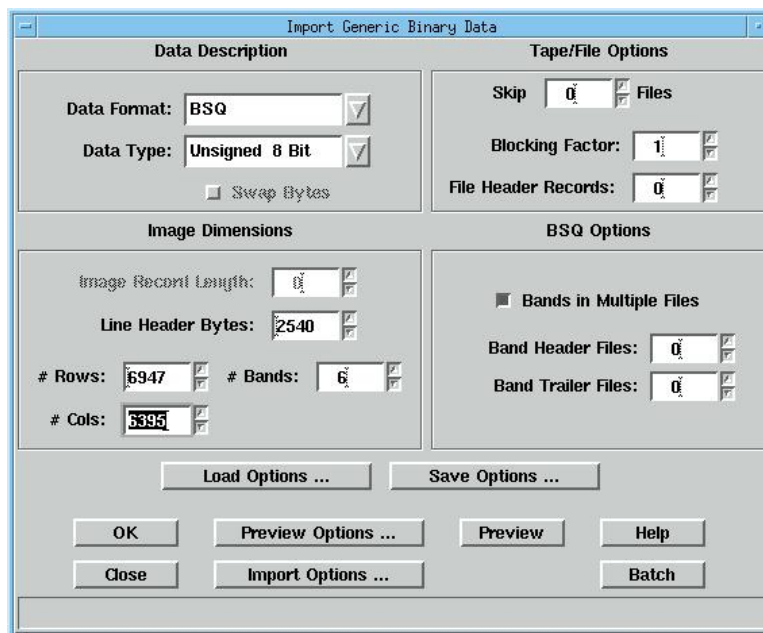 Import Generic Binary Data
Data Description
Data Format: BSQ
Data Type: Unsigned 8 Bit
Swap Bytes
Tape/File Options
Skip 0 Files
Blocking Factor: 1
File Header Records: 0
Image Dimensions
Image Record Length: 0
Line Header Bytes: 2540
# Rows: 6947 # Bands: 6
# Cols: 6395
BSQ Options
Bands in Multiple Files
Band Header Files: 0
Band Trailer Files: 0
Load Options ... Save Options ...
OK Preview Options ... Preview Help
Close Import Options ... Batch